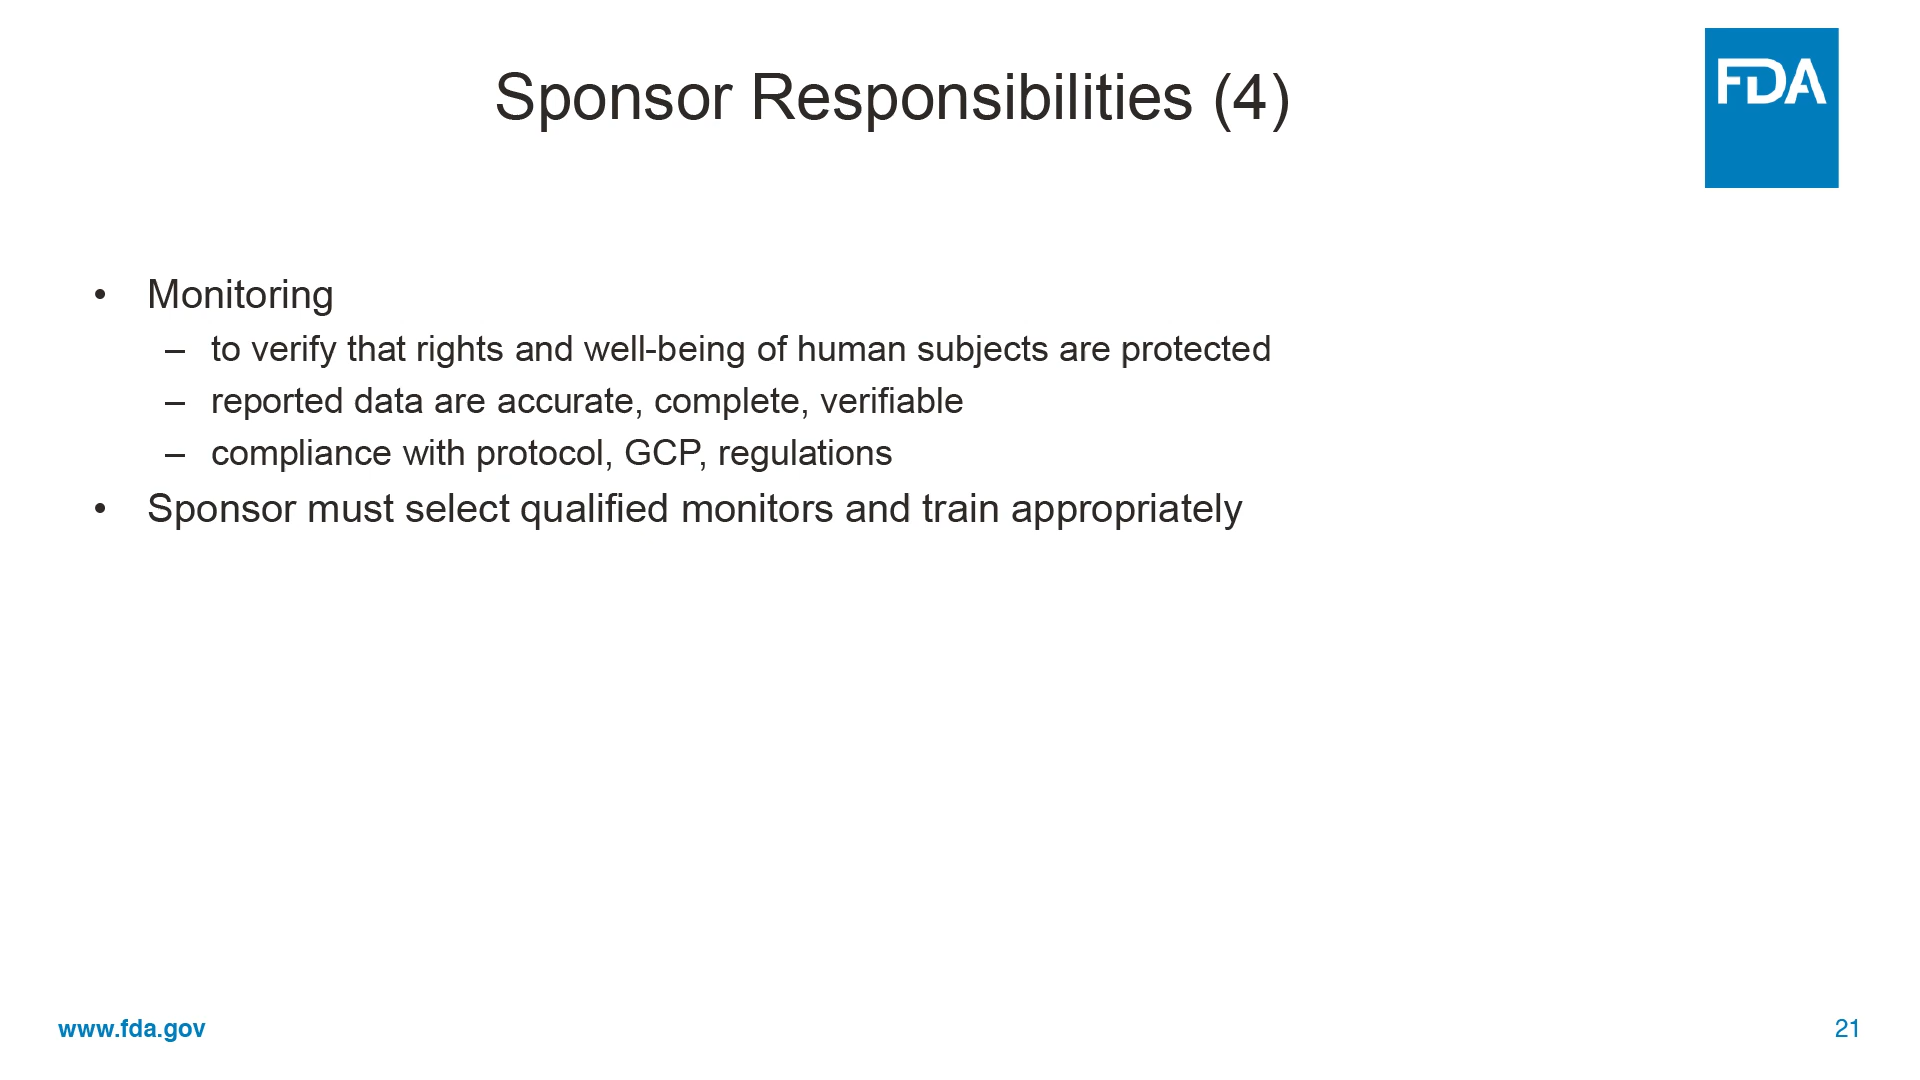 Sponsor Responsibilities (4)
FDA
• Monitoring
– to verify that rights and well-being of human subjects are protected
– reported data are accurate, complete, verifiable
– compliance with protocol, GCP, regulations
• Sponsor must select qualified monitors and train appropriately
www.fda.gov
21